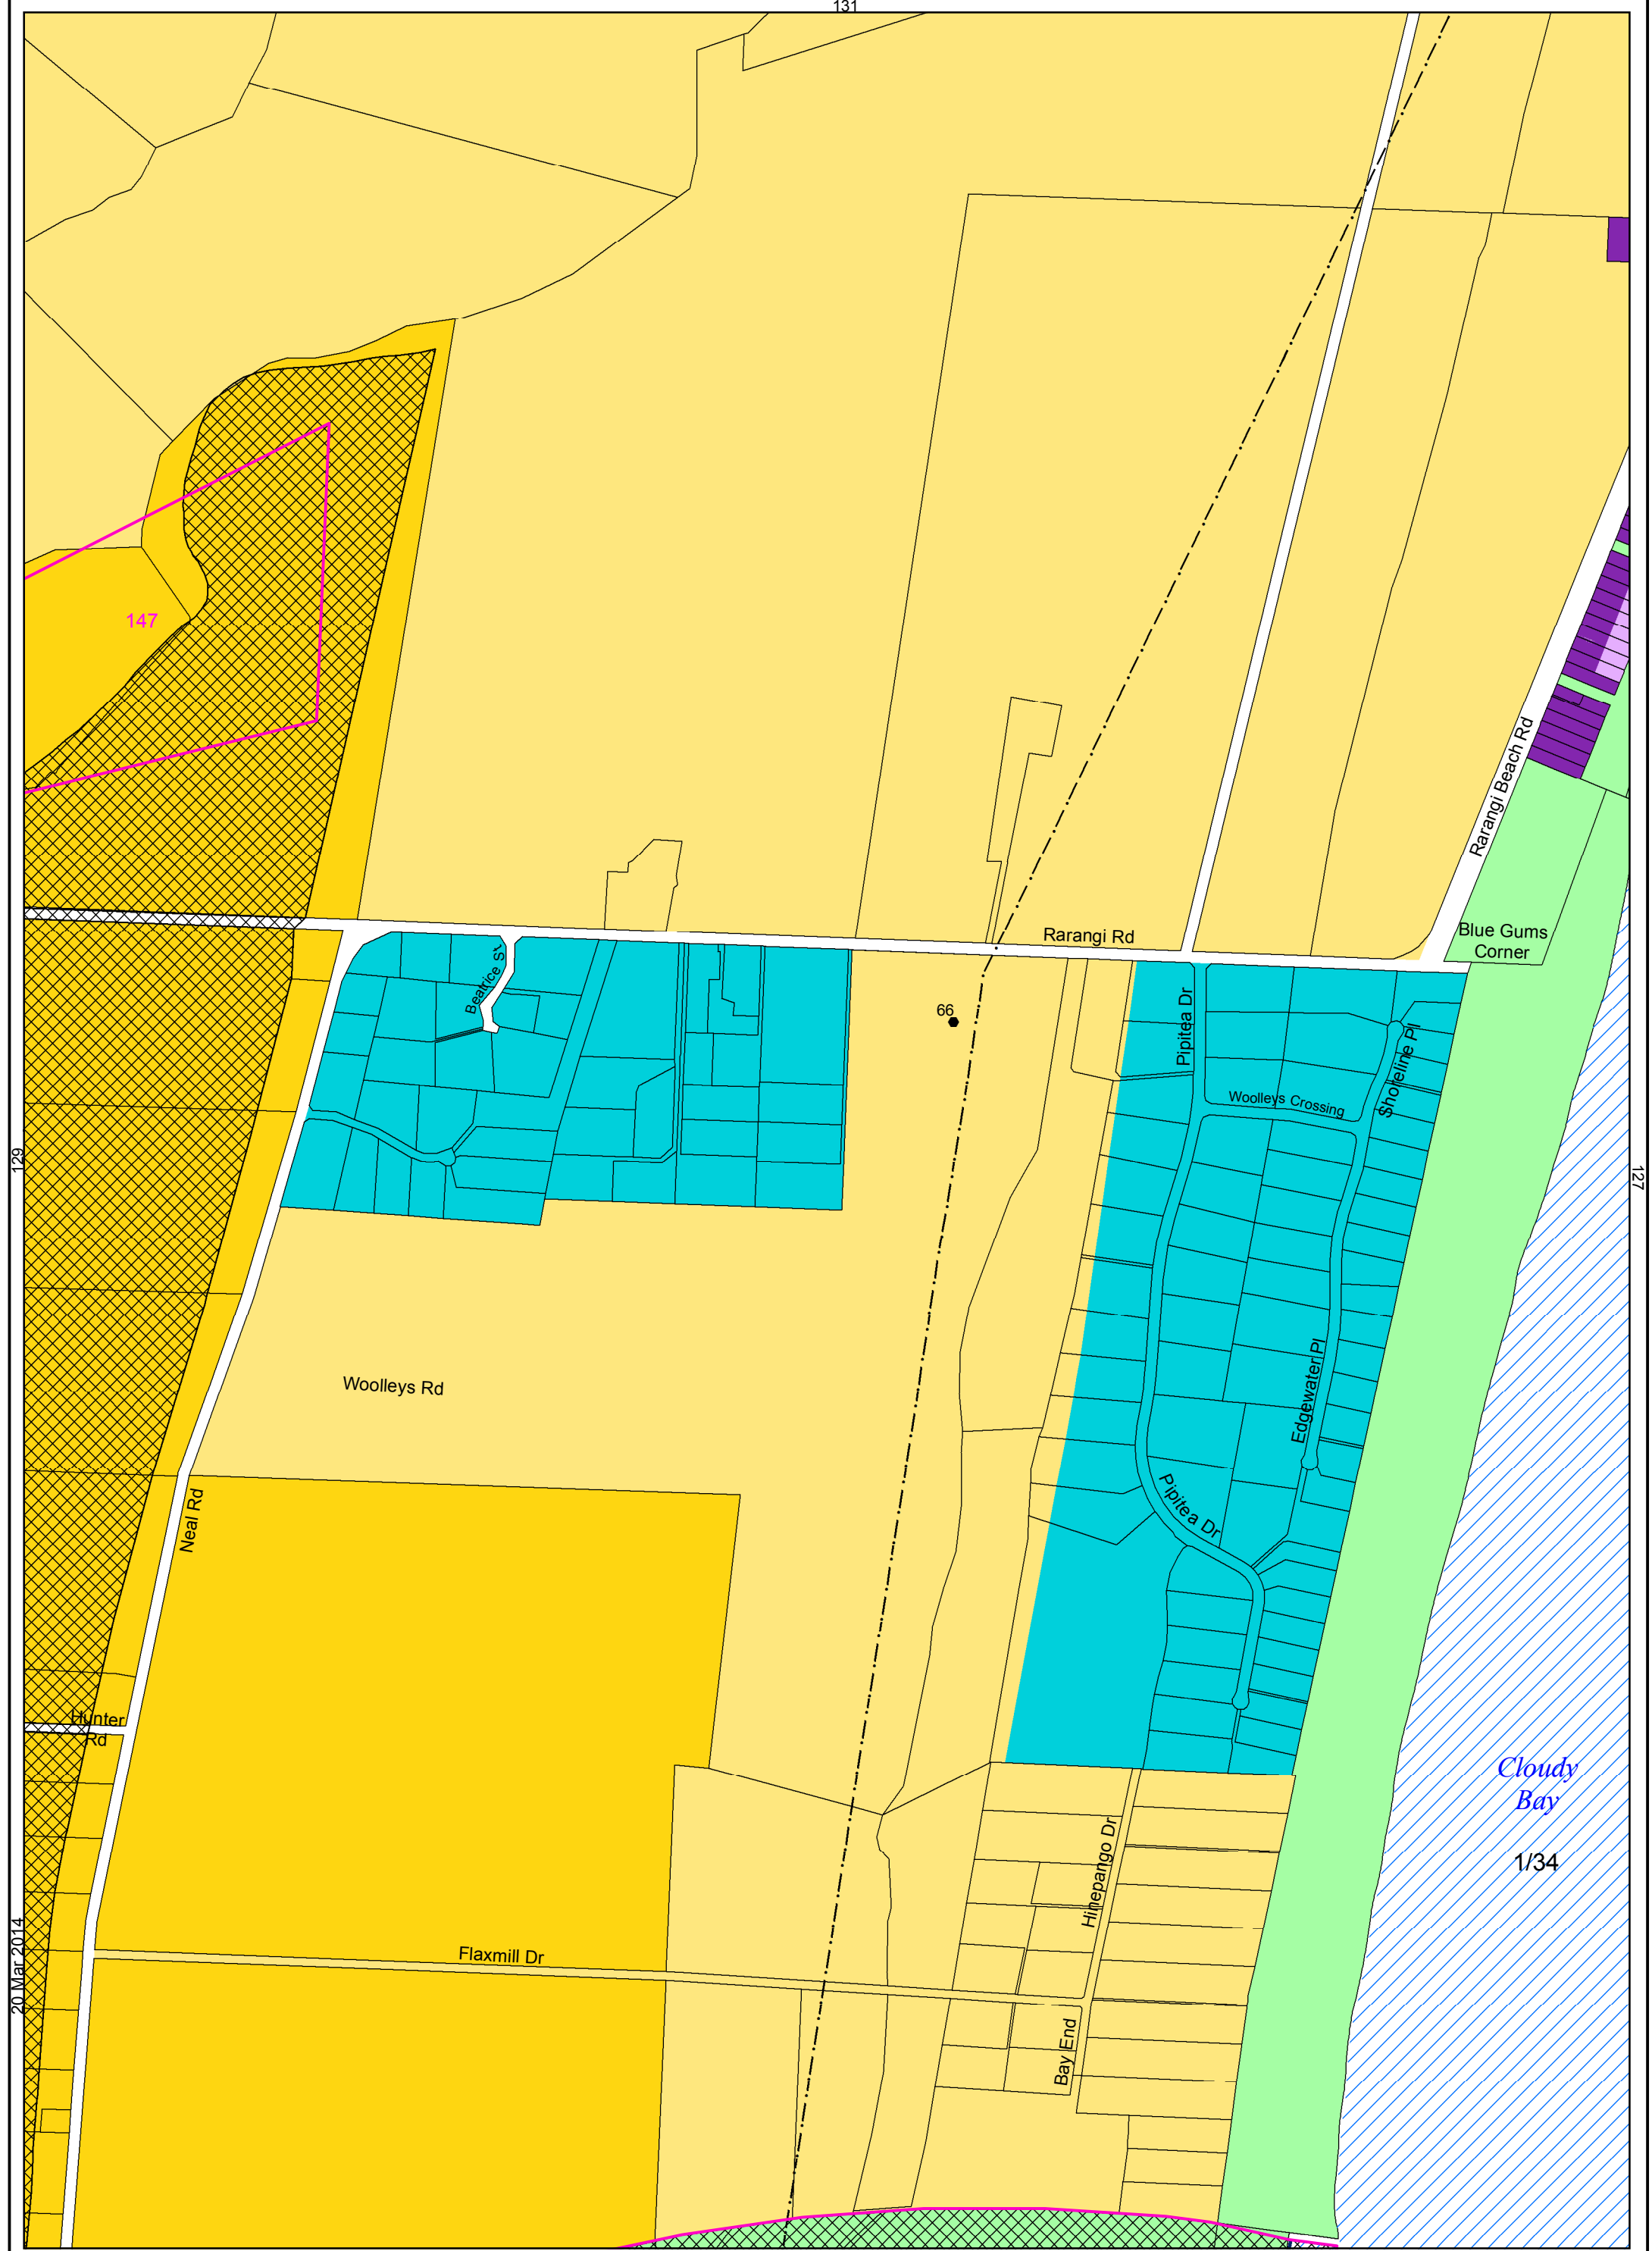 131
147
Rarangi Beach Rd
Rarangi Rd
Blue Gums
Corner
Beatrice St
66
Pipitea Dr
Shoreline Pl
Woolleys Crossing
129
127
Woolleys Rd
Edgewater Pl
Neal Rd
Pipitea Dr
Hunter
Rd
Cloudy
Bay
1/34
Hinepango Dr
20 Mar 2014
Flaxmill Dr
Bay End